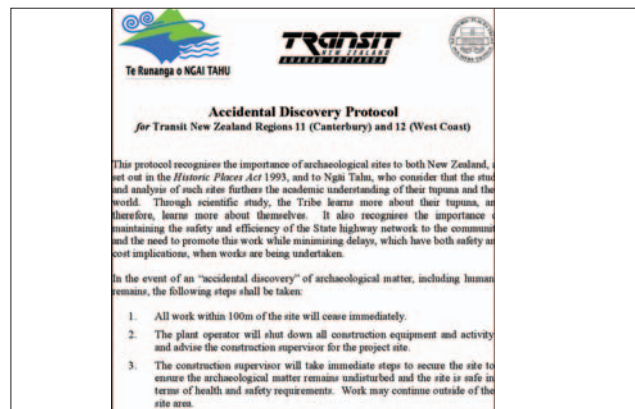 Te Runanga o NGAI TAHU
TRANSIT
NEW ZEALAND
ARARAU AOTEAROA
Accidental Discovery Protocol
for Transit New Zealand Regions 11 (Canterbury) and 12 (West Coast)
This protocol recognises the importance of archaeological sites to both New Zealand,
set out in the Historic Places Act 1993, and to Ngāi Tahu, who consider that the stud
and analysis of such sites furthers the academic understanding of their tupuna and the
world. Through scientific study, the Tribe learns more about their tupuna, an
therefore, learns more about themselves. It also recognises the importance
maintaining the safety and efficiency of the State highway network to the communit
and the need to promote this work while minimising delays, which have both safety an
cost implications, when works are being undertaken.
In the event of an "accidental discovery" of archaeological matter, including human
remains, the following steps shall be taken:
1. All work within 100m of the site will cease immediately.
2. The plant operator will shut down all construction equipment and activity
and advise the construction supervisor for the project site.
3. The construction supervisor will take immediate steps to secure the site to
ensure the archaeological matter remains undisturbed and the site is safe in
terms of health and safety requirements. Work may continue outside of the
site area.